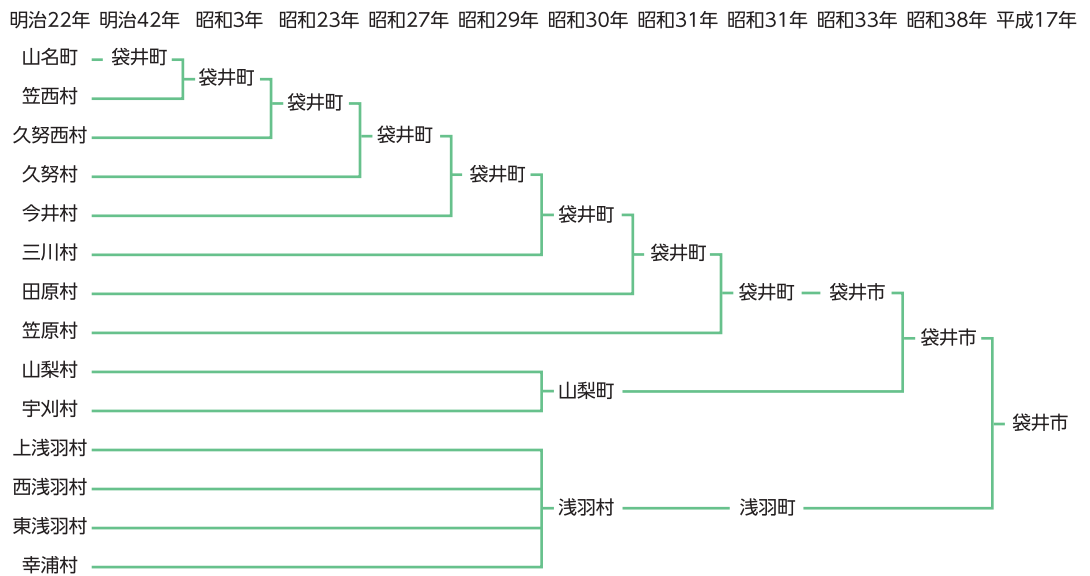 明治22年 明治42年 昭和3年 昭和23年 昭和27年 昭和29年 昭和30年 昭和31年 昭和31年 昭和33年 昭和38年 平成17年
山名町 袋井町
袋井町
笠西村
袋井町
久努西村 袋井町
久努村 袋井町
今井村 袋井町
三川村 袋井町
田原村 袋井町 袋井市
笠原村 袋井市
山梨村
山梨町
宇刈村
袋井市
上浅羽村
西浅羽村
浅羽村 浅羽町
東浅羽村
幸浦村